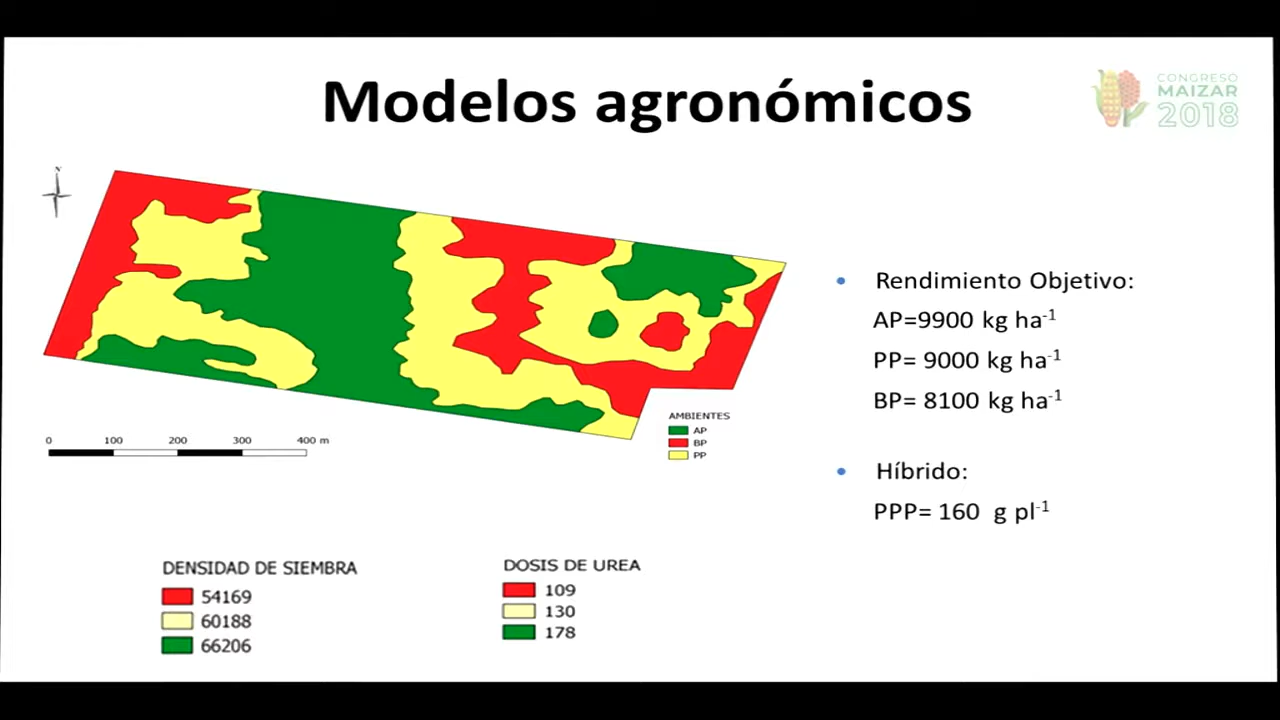 Modelos agronómicos
CONGRESO
MAIZAR
2018
N
Rendimiento Objetivo:
AP=9900 kg ha-1
PP= 9000 kg ha-1
BP= 8100 kg ha-1
AMBIENTES
AP
BP
PP
0 100 200 300 400 m
Híbrido:
PPP= 160 g pl-1
DENSIDAD DE SIEMBRA
54169
60188
66206
DOSIS DE UREA
109
130
178